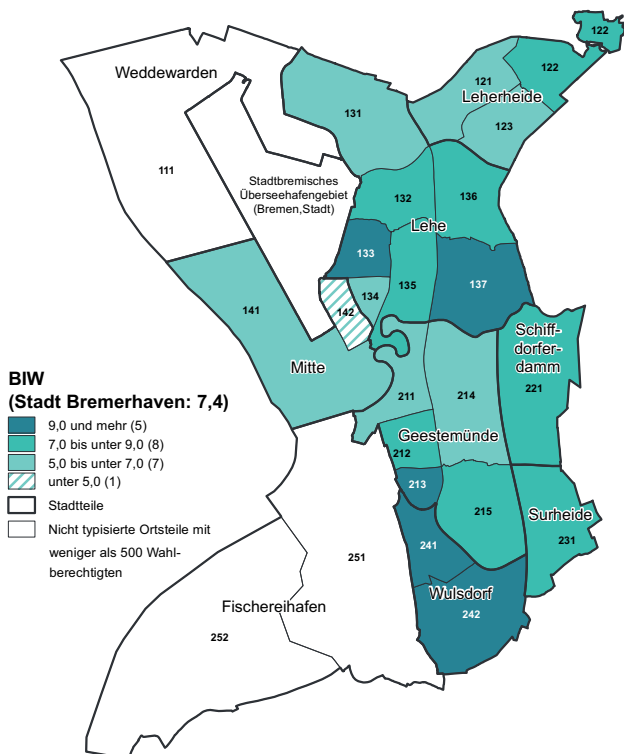 122
Weddewarden
121
122
Leherheide
131
123
111
Stadtbremisches
Überseehafengebiet
(Bremen,Stadt)
132
136
Lehe
133
137
135
134
142
141
Schiff-
dorfer-
damm
Mitte
211
214
221
BIW
(Stadt Bremerhaven: 7,4)
9,0 und mehr (5)
7,0 bis unter 9,0 (8)
5,0 bis unter 7,0 (7)
unter 5,0 (1)
Stadtteile
Nicht typisierte Ortsteile mit
weniger als 500 Wahl-
berechtigten
Geestemünde
212
213
215
Surheide
231
241
251
Wulsdorf
Fischereihafen
242
252